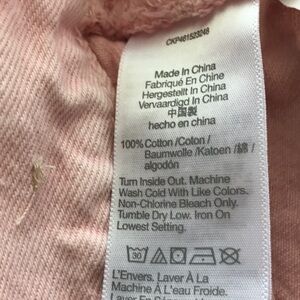 CKP461523248
Made In China
Fabriqué En Chine
Hergestellt In China
Vervaardigd In China
中国製
hecho en china
100% Cotton /Coton /
Baumwolle /Katoen /綿 /
algodón
Turn Inside Out. Machine
Wash Cold With Like Colors.
Non-Chlorine Bleach Only.
Tumble Dry Low. Iron On
Lowest Setting.
30
L'Envers. Laver À La
Machine À L'eau Froide.